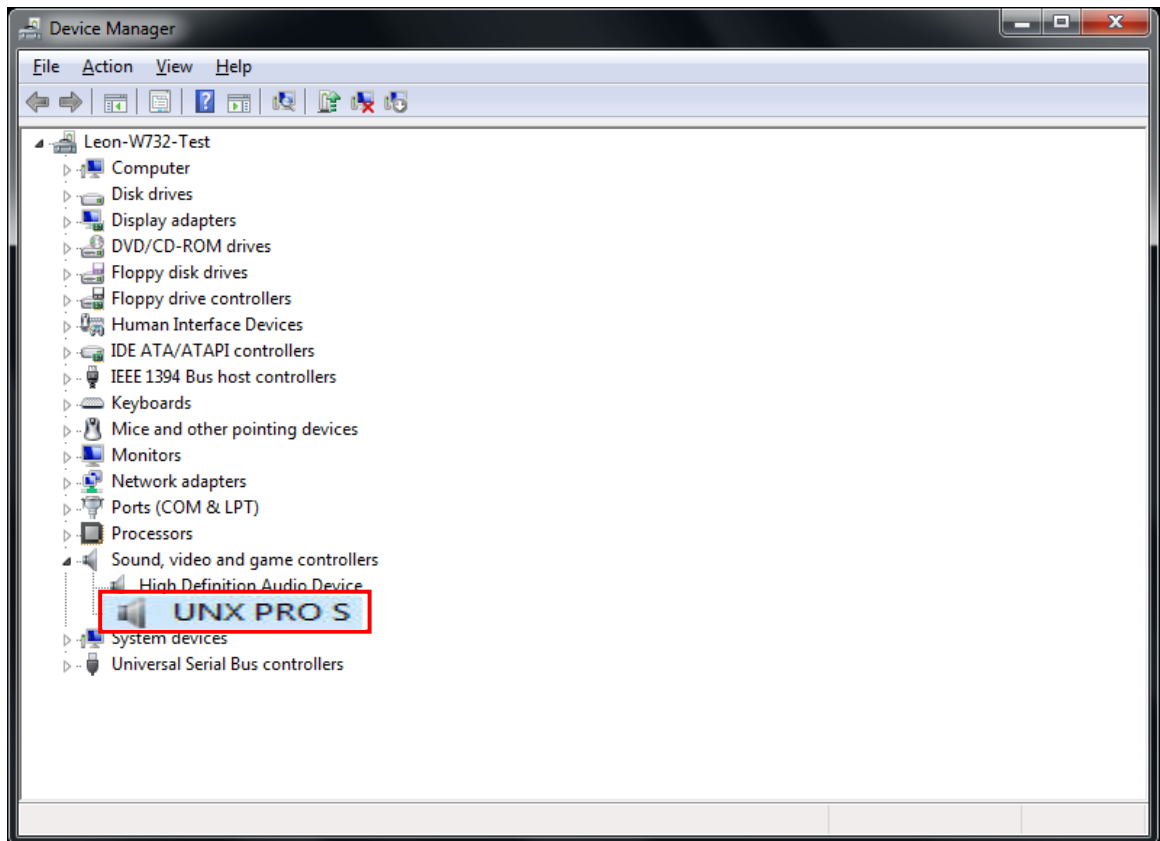 Device Manager
File Action View Help
Leon-W732-Test
Computer
Disk drives
Display adapters
DVD/CD-ROM drives
Floppy disk drives
Floppy drive controllers
Human Interface Devices
IDE ATA/ATAPI controllers
IEEE 1394 Bus host controllers
Keyboards
Mice and other pointing devices
Monitors
Network adapters
Ports (COM & LPT)
Processors
Sound, video and game controllers
High Definition Audio Device
UNX PRO S
System devices
Universal Serial Bus controllers